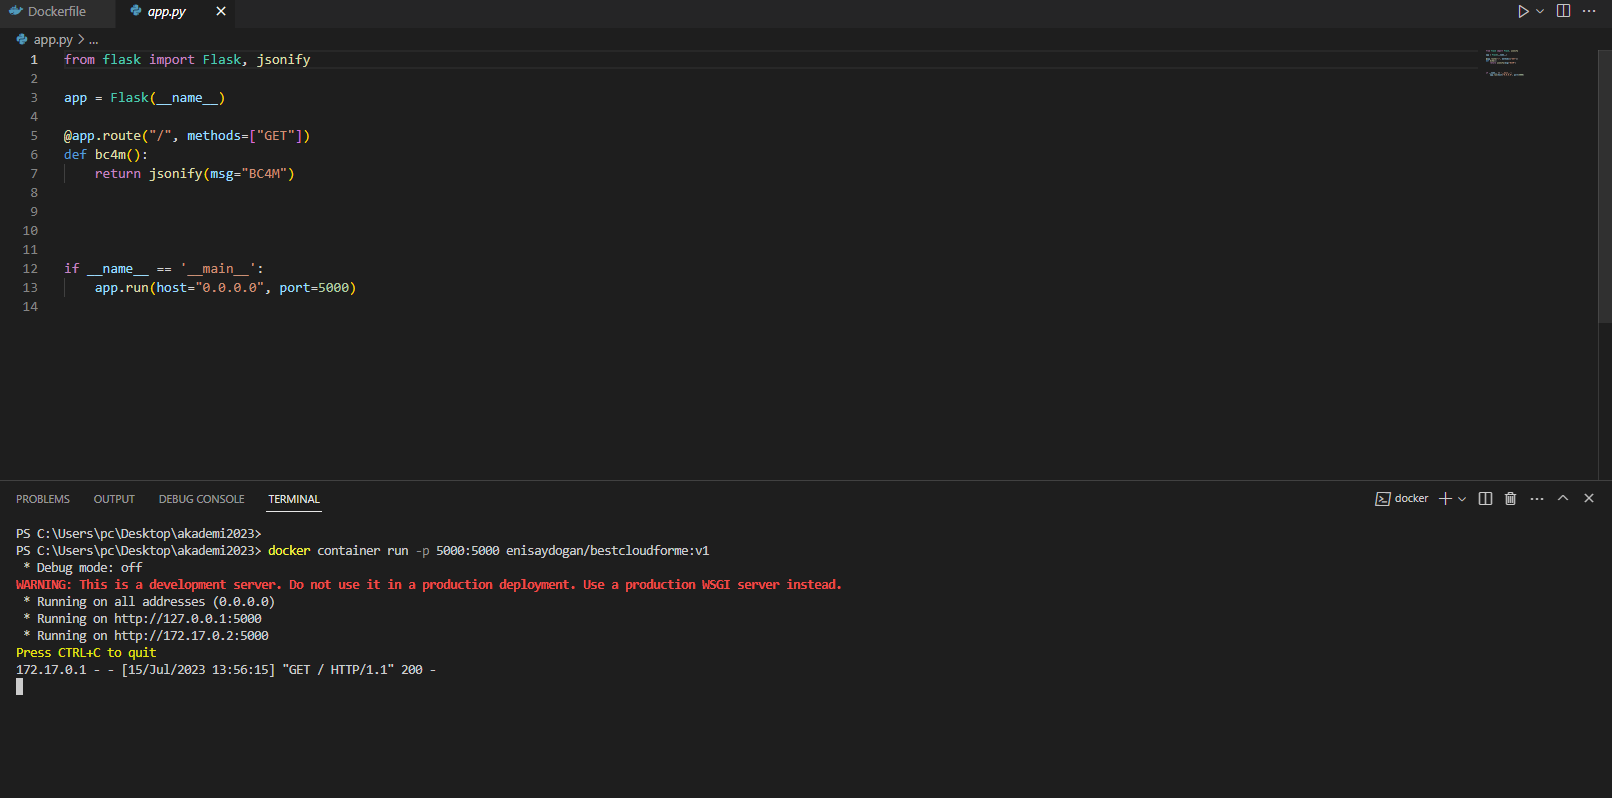 Dockerfile
app.py
app.py > ...
1 from flask import Flask, jsonify
2
3 app = Flask(__name__)
4
5 @app.route("/", methods=["GET"])
6 def bc4m():
7     return jsonify(msg="BC4M")
8
9
10
11
12 if __name__ == '__main__':
13     app.run(host="0.0.0.0", port=5000)
14
PROBLEMS OUTPUT DEBUG CONSOLE TERMINAL
docker
PS C:\Users\pc\Desktop\akademi2023>
PS C:\Users\pc\Desktop\akademi2023> docker container run -p 5000:5000 enisaydogan/bestcloudforme:v1
 * Debug mode: off
WARNING: This is a development server. Do not use it in a production deployment. Use a production WSGI server instead.
 * Running on all addresses (0.0.0.0)
 * Running on http://127.0.0.1:5000
 * Running on http://172.17.0.2:5000
Press CTRL+C to quit
172.17.0.1 - - [15/Jul/2023 13:56:15] "GET / HTTP/1.1" 200 -